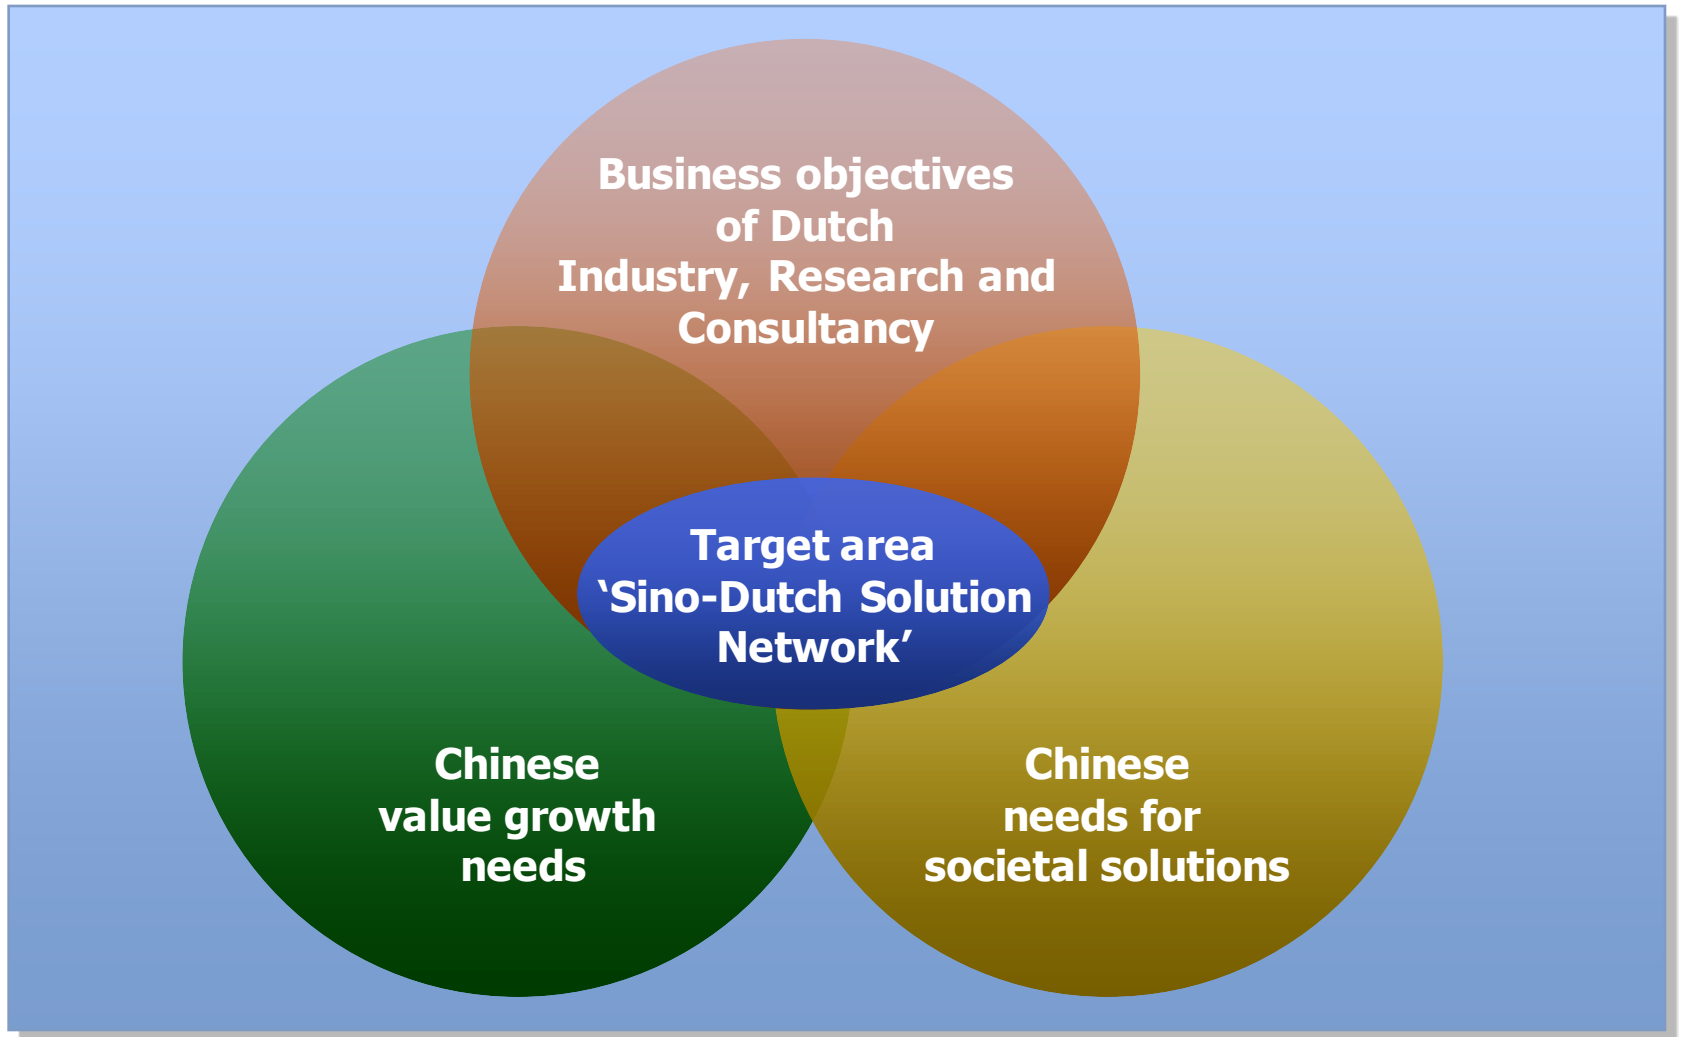 Business objectives
of Dutch
Industry, Research and
Consultancy
Target area
‘Sino-Dutch Solution
Network’
Chinese
value growth
needs
Chinese
needs for
societal solutions